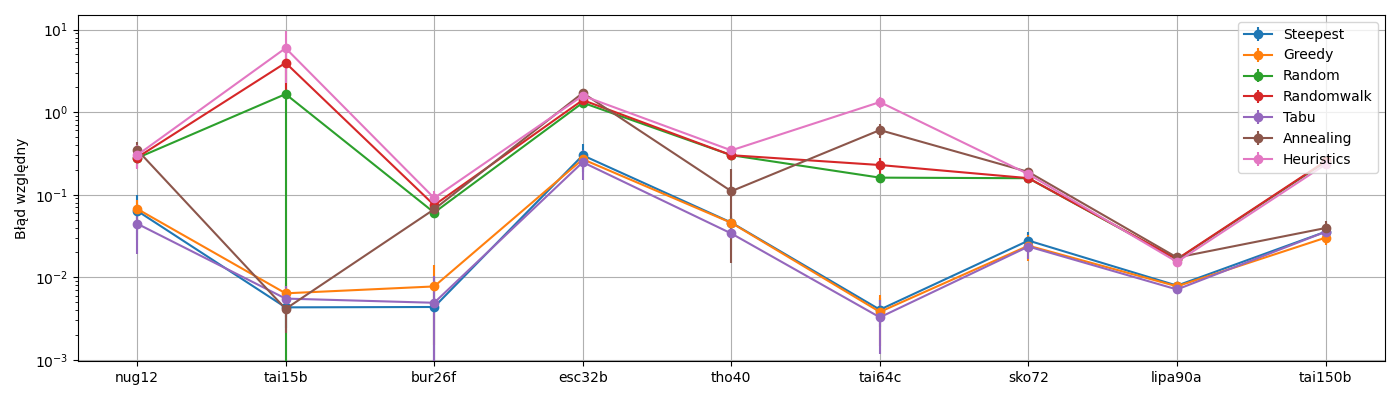 Błąd względny
10¹
10⁰
10⁻¹
10⁻²
10⁻³
nug12 tai15b bur26f esc32b tho40 tai64c sko72 lipa90a tai150b
Steepest
Greedy
Random
Randomwalk
Tabu
Annealing
Heuristics